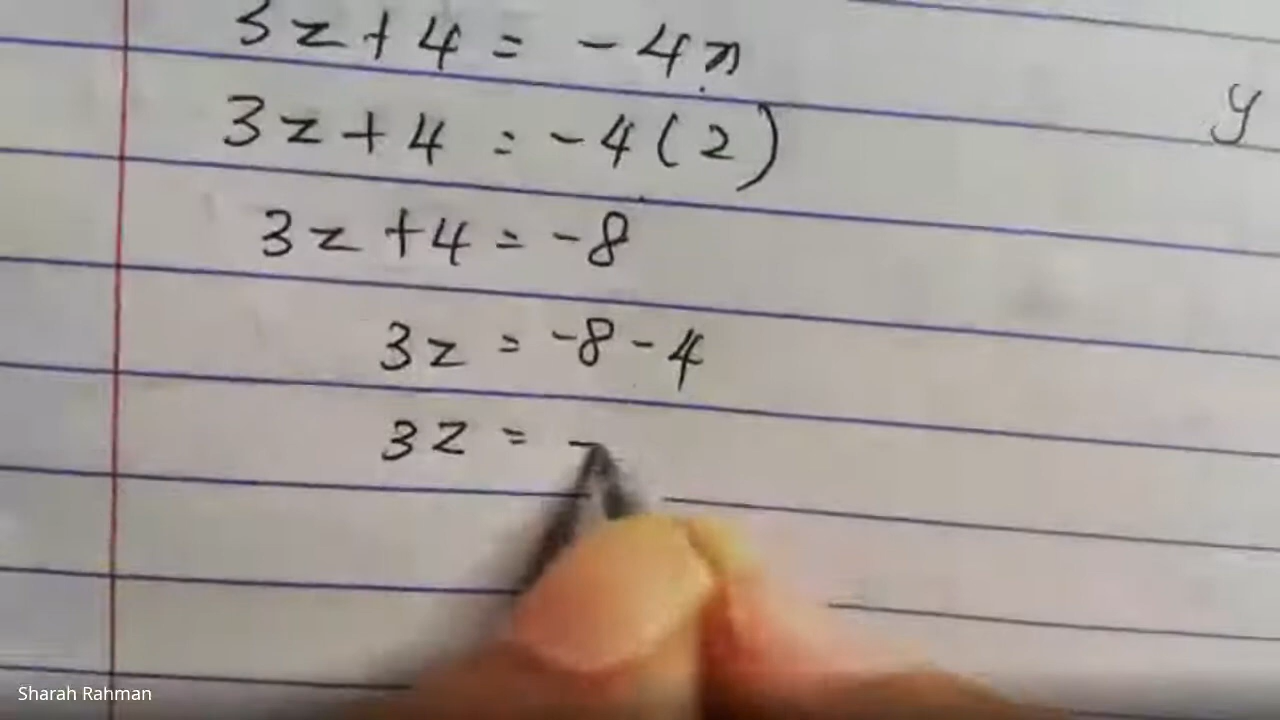 3z + 4 = -4x
y
3z + 4 = -4(2)
3z + 4 = -8
3z = -8 - 4
3z = -
Sharah Rahman